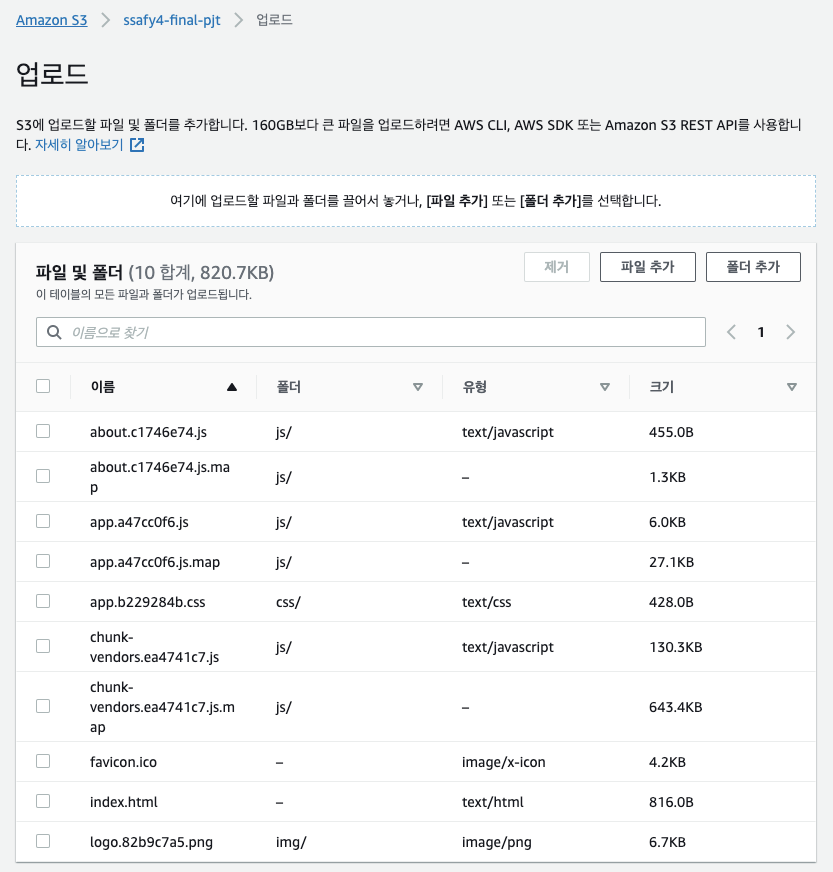 Amazon S3 > ssafy4-final-pjt > 업로드
업로드
S3에 업로드할 파일 및 폴더를 추가합니다. 160GB보다 큰 파일을 업로드하려면 AWS CLI, AWS SDK 또는 Amazon S3 REST API를 사용합니
다. 자세히 알아보기
여기에 업로드할 파일과 폴더를 끌어서 놓거나, [파일 추가] 또는 [폴더 추가]를 선택합니다.
파일 및 폴더 (10 합계, 820.7KB) 제거 파일 추가 폴더 추가
이 테이블의 모든 파일과 폴더가 업로드됩니다.
이름으로 찾기 < 1 >
이름 ▲ 폴더 ▽ 유형 ▽ 크기 ▽
about.c1746e74.js js/ text/javascript 455.0B
about.c1746e74.js.ma
p js/ – 1.3KB
app.a47cc0f6.js js/ text/javascript 6.0KB
app.a47cc0f6.js.map js/ – 27.1KB
app.b229284b.css css/ text/css 428.0B
chunk-
vendors.ea4741c7.js js/ text/javascript 130.3KB
chunk-
vendors.ea4741c7.js.m js/ – 643.4KB
ap
favicon.ico – image/x-icon 4.2KB
index.html – text/html 816.0B
logo.82b9c7a5.png img/ image/png 6.7KB